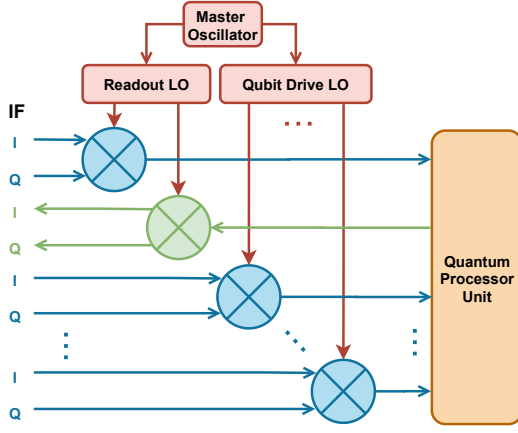 Master
Oscillator
Readout LO
Qubit Drive LO
IF
I
Q
I
Q
I
Q
I
Q
Quantum
Processor
Unit